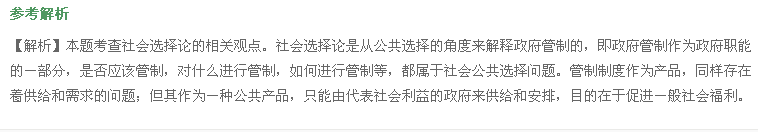 参考解析
【解析】本题考查社会选择论的相关观点。社会选择论是从公共选择的角度来解释政府管制的，即政府管制作为政府职能
的一部分，是否应该管制，对什么进行管制，如何进行管制等，都属于社会公共选择问题。管制制度作为产品，同样存在
着供给和需求的问题；但其作为一种公共产品，只能由代表社会利益的政府来供给和安排，目的在于促进一般社会福利。